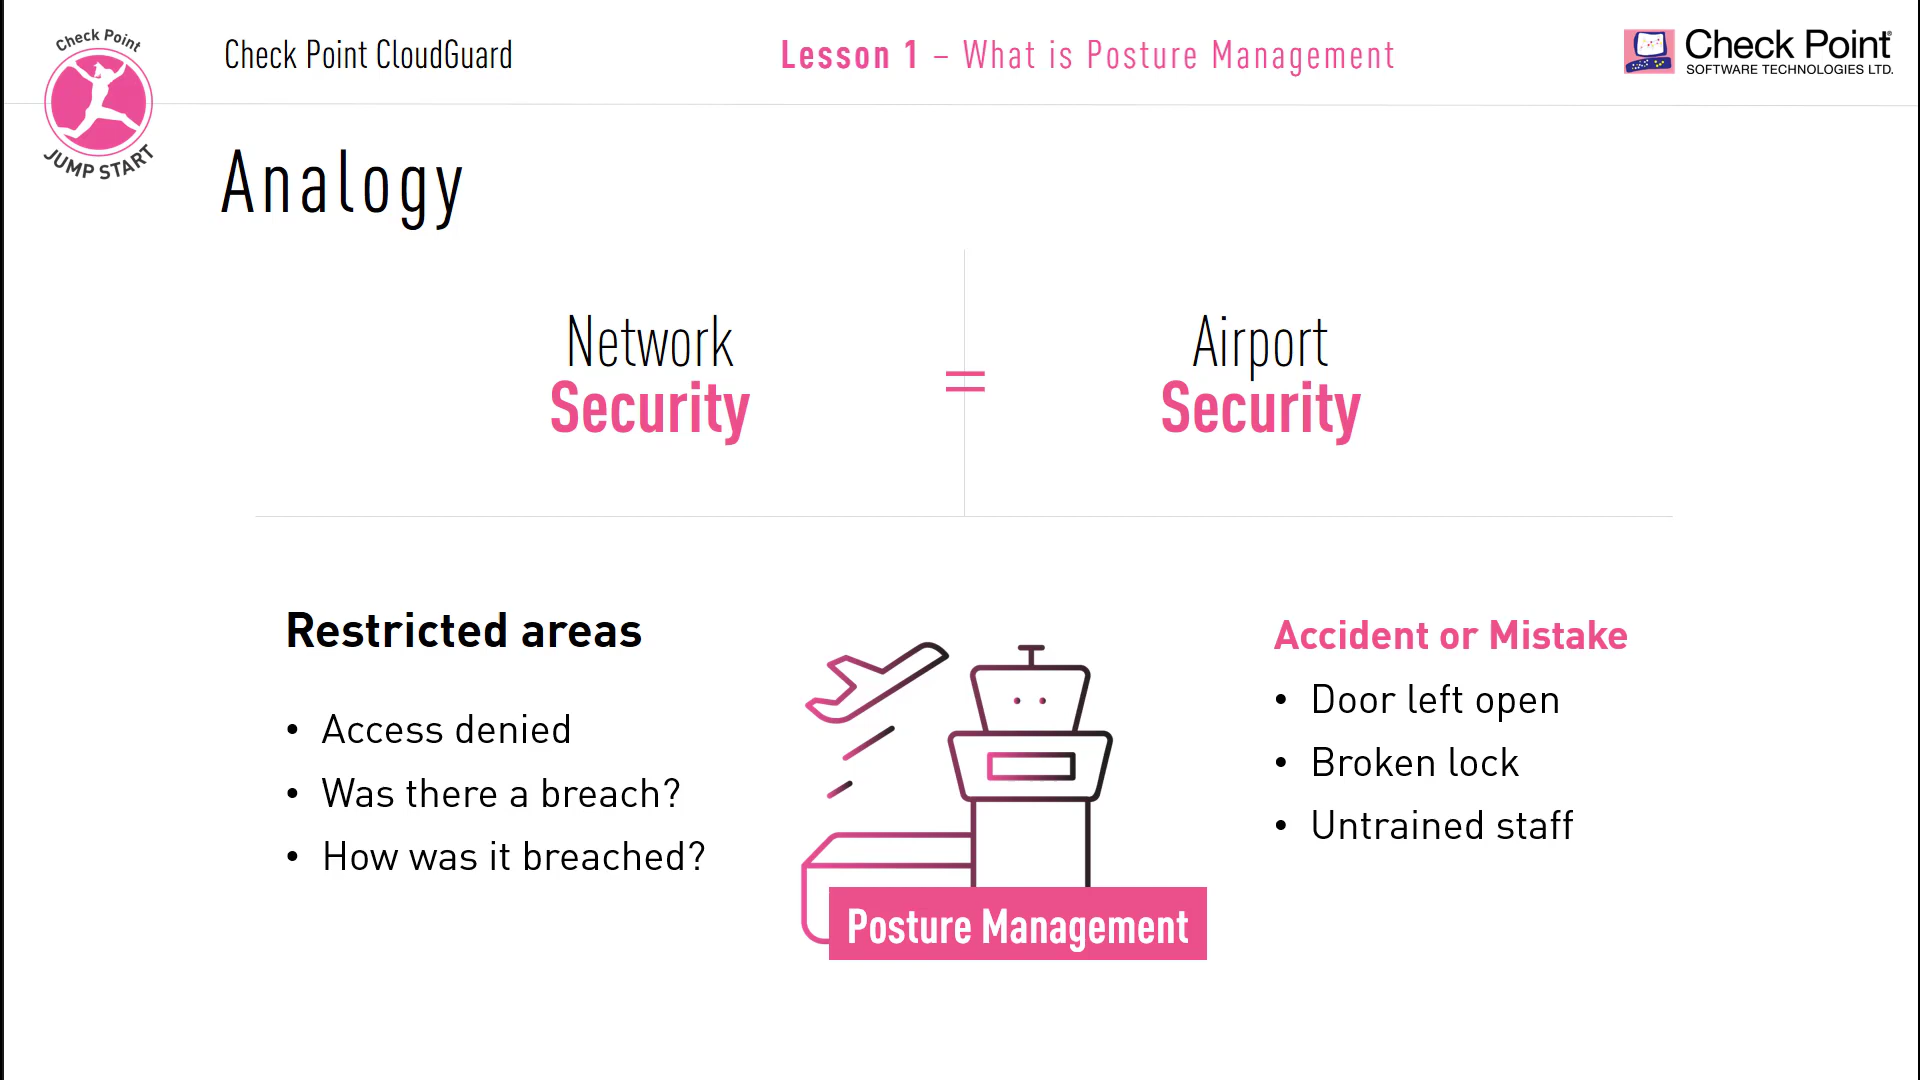 Check Point
JUMP START
Check Point CloudGuard
Lesson 1 – What is Posture Management
Check Point®
SOFTWARE TECHNOLOGIES LTD.
Analogy
Network
Security
=
Airport
Security
Restricted areas
• Access denied
• Was there a breach?
• How was it breached?
Posture Management
Accident or Mistake
• Door left open
• Broken lock
• Untrained staff